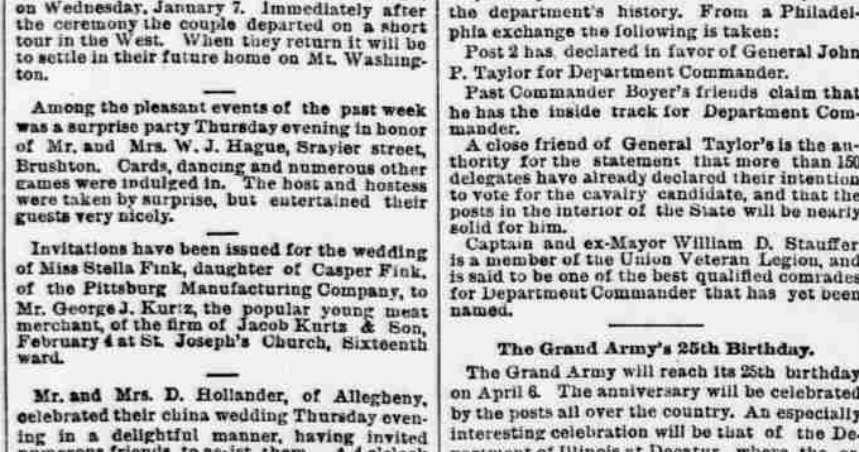 on Wednesday, January 7. Immediately after
the ceremony the couple departed on a short
tour in the West. When they return it will be
to settle in their future home on Mt. Washing-
ton.
Among the pleasant events of the past week
was a surprise party Thursday evening in honor
of Mr. and Mrs. W. J. Hague, Srayier street,
Brushton. Cards, dancing and numerous other
games were indulged in. The host and hostess
were taken by surprise, but entertained their
guests very nicely.
Invitations have been issued for the wedding
of Miss Stella Fink, daughter of Casper Fink,
of the Pittsburg Manufacturing Company, to
Mr. George J. Kurtz, the popular young meat
merchant, of the firm of Jacob Kurts & Son,
February 4 at St. Joseph's Church, Sixteenth
ward.
Mr. and Mrs. D. Hollander, of Allegheny,
celebrated their china wedding Thursday even-
ing in a delightful manner, having invited
numerous friends to assist them.
the department's history. From a Philadel-
phia exchange the following is taken:
Post 2 has declared in favor of General John
P. Taylor for Department Commander.
Past Commander Boyer's friends claim that
he has the inside track for Department Com-
mander.
A close friend of General Taylor's is the au-
thority for the statement that more than 150
delegates have already declared their intention
to vote for the cavalry candidate, and that the
posts in the interior of the State will be nearly
solid for him.
Captain and ex-Mayor William D. Stauffer
is a member of the Union Veteran Legion, and
is said to be one of the best qualified comrades
for Department Commander that has yet been
named.
The Grand Army's 25th Birthday.
The Grand Army will reach its 25th birthday
on April 6. The anniversary will be celebrated
by the posts all over the country. An especially
interesting celebration will be that of the De-
partment of Illinois at Decatur, where the